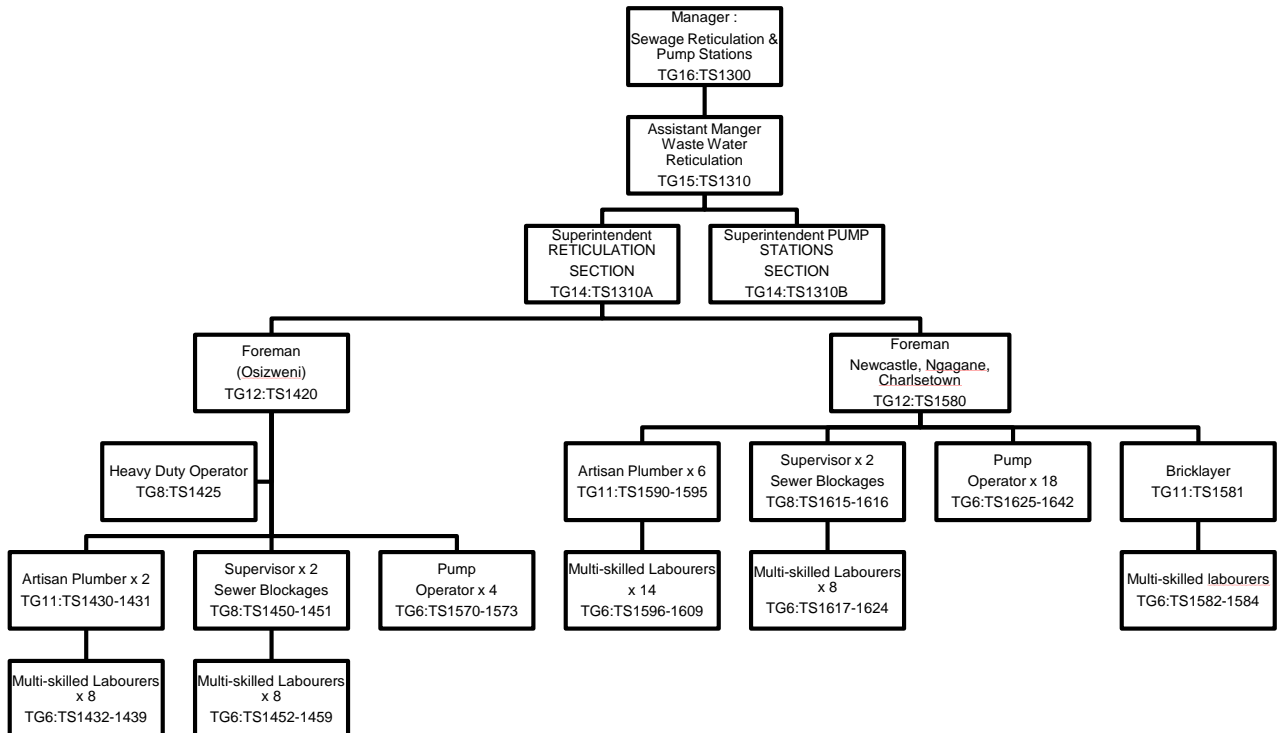 Manager :
Sewage Reticulation &
Pump Stations
TG16:TS1300
Assistant Manger
Waste Water
Reticulation
TG15:TS1310
Superintendent
RETICULATION
SECTION
TG14:TS1310A
Superintendent PUMP
STATIONS
SECTION
TG14:TS1310B
Foreman
(Osizweni)
TG12:TS1420
Foreman
Newcastle, Ngagane,
Charlsetown
TG12:TS1580
Heavy Duty Operator
TG8:TS1425
Artisan Plumber x 6
TG11:TS1590-1595
Supervisor x 2
Sewer Blockages
TG8:TS1615-1616
Pump
Operator x 18
TG6:TS1625-1642
Bricklayer
TG11:TS1581
Artisan Plumber x 2
TG11:TS1430-1431
Supervisor x 2
Sewer Blockages
TG8:TS1450-1451
Pump
Operator x 4
TG6:TS1570-1573
Multi-skilled Labourers
x 14
TG6:TS1596-1609
Multi-skilled Labourers
x 8
TG6:TS1617-1624
Multi-skilled labourers
TG6:TS1582-1584
Multi-skilled Labourers
x 8
TG6:TS1432-1439
Multi-skilled Labourers
x 8
TG6:TS1452-1459